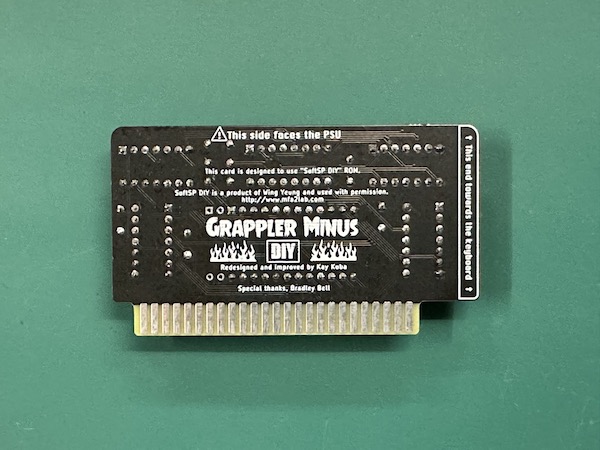 This side faces the PSU
This card is designed to use "SoftSP DIY" ROM.
SoftSP DIY is a product of Wing Yeung and used with permission.
http://www.mfa2lab.com
GRAPPLER MINUS
DIY
Redesigned and improved by Kay Koba
Special thanks, Bradley Bell
↑ This end towards the keyboard ↑